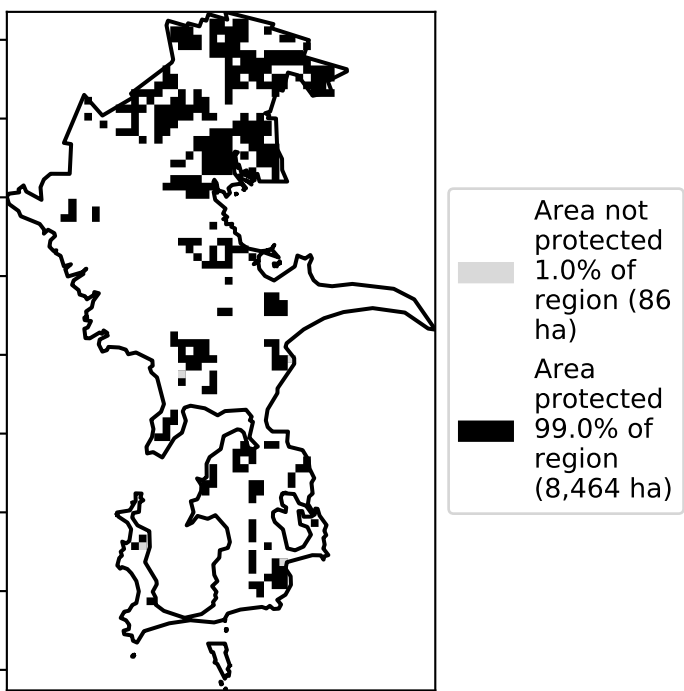 Area not
protected
1.0% of
region (86
ha)
Area
protected
99.0% of
region
(8,464 ha)